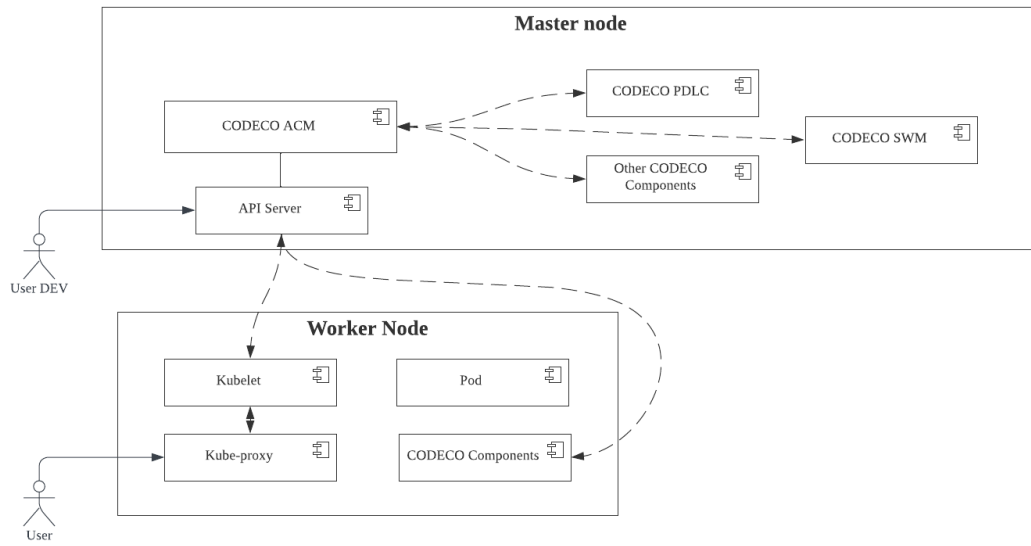 Master node
CODECO PDLC
CODECO ACM
CODECO SWM
Other CODECO
Components
API Server
User DEV
Worker Node
Kubelet
Pod
Kube-proxy
CODECO Components
User